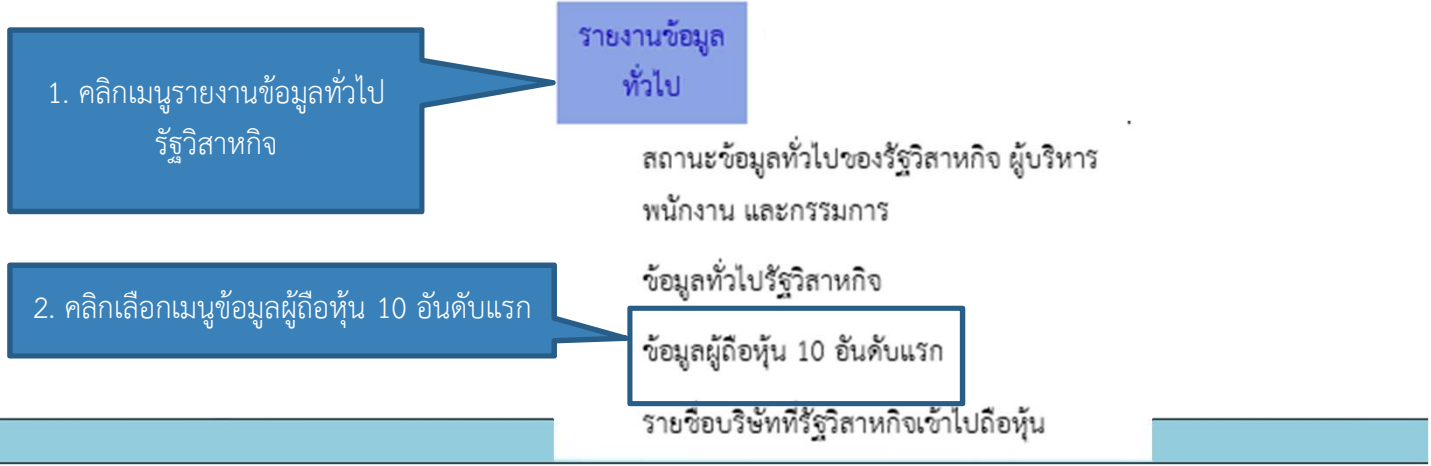 รายงานข้อมูล
ทั่วไป
1. คลิกเมนูรายงานข้อมูลทั่วไป
รัฐวิสาหกิจ
สถานะข้อมูลทั่วไปของรัฐวิสาหกิจ ผู้บริหาร
พนักงาน และกรรมการ
ข้อมูลทั่วไปรัฐวิสาหกิจ
2. คลิกเลือกเมนูข้อมูลผู้ถือหุ้น 10 อันดับแรก
ข้อมูลผู้ถือหุ้น 10 อันดับแรก
รายชื่อบริษัทที่รัฐวิสาหกิจเข้าไปถือหุ้น